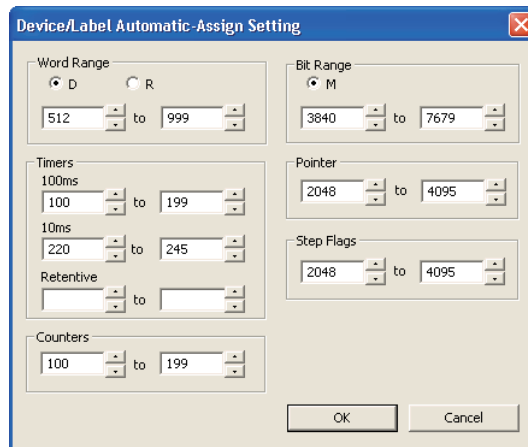 Device/Label Automatic-Assign Setting
Word Range
D R
512 to 999
Timers
100ms
100 to 199
10ms
220 to 245
Retentive
to
Counters
100 to 199
Bit Range
M
3840 to 7679
Pointer
2048 to 4095
Step Flags
2048 to 4095
OK Cancel